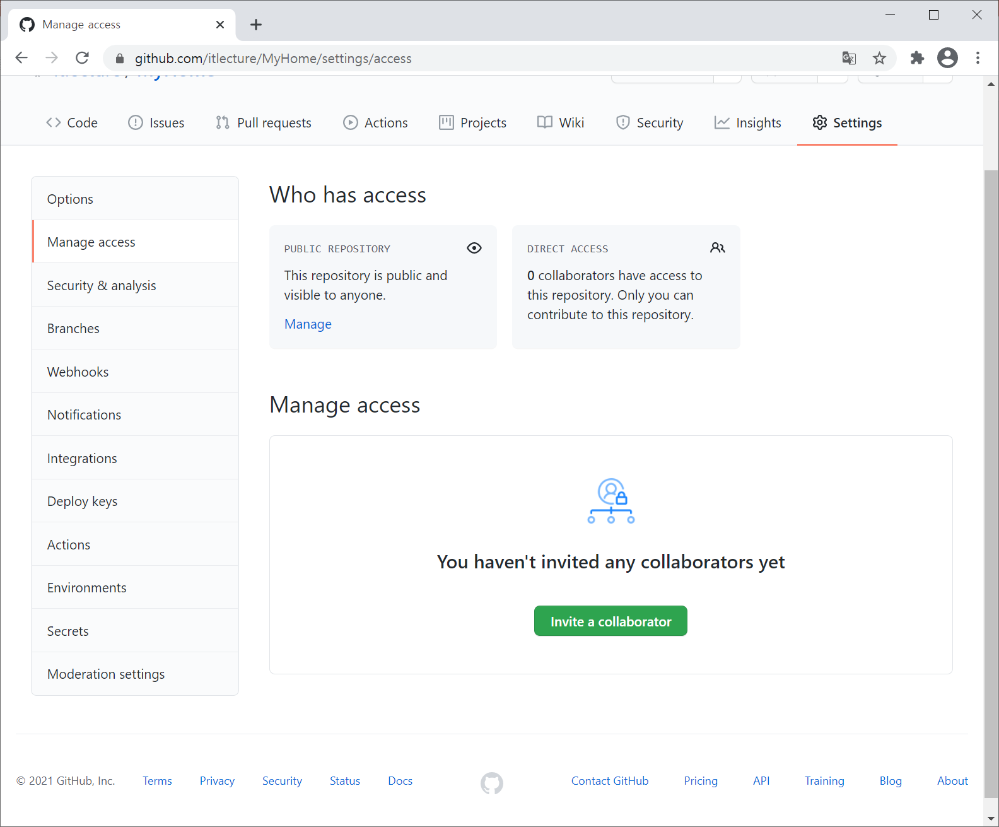 Manage access
github.com/itlecture/MyHome/settings/access
Code
Issues
Pull requests
Actions
Projects
Wiki
Security
Insights
Settings
Options
Manage access
Security & analysis
Branches
Webhooks
Notifications
Integrations
Deploy keys
Actions
Environments
Secrets
Moderation settings
Who has access
PUBLIC REPOSITORY
This repository is public and
visible to anyone.
Manage
DIRECT ACCESS
0 collaborators have access to
this repository. Only you can
contribute to this repository.
Manage access
You haven't invited any collaborators yet
Invite a collaborator
© 2021 GitHub, Inc.
Terms
Privacy
Security
Status
Docs
Contact GitHub
Pricing
API
Training
Blog
About